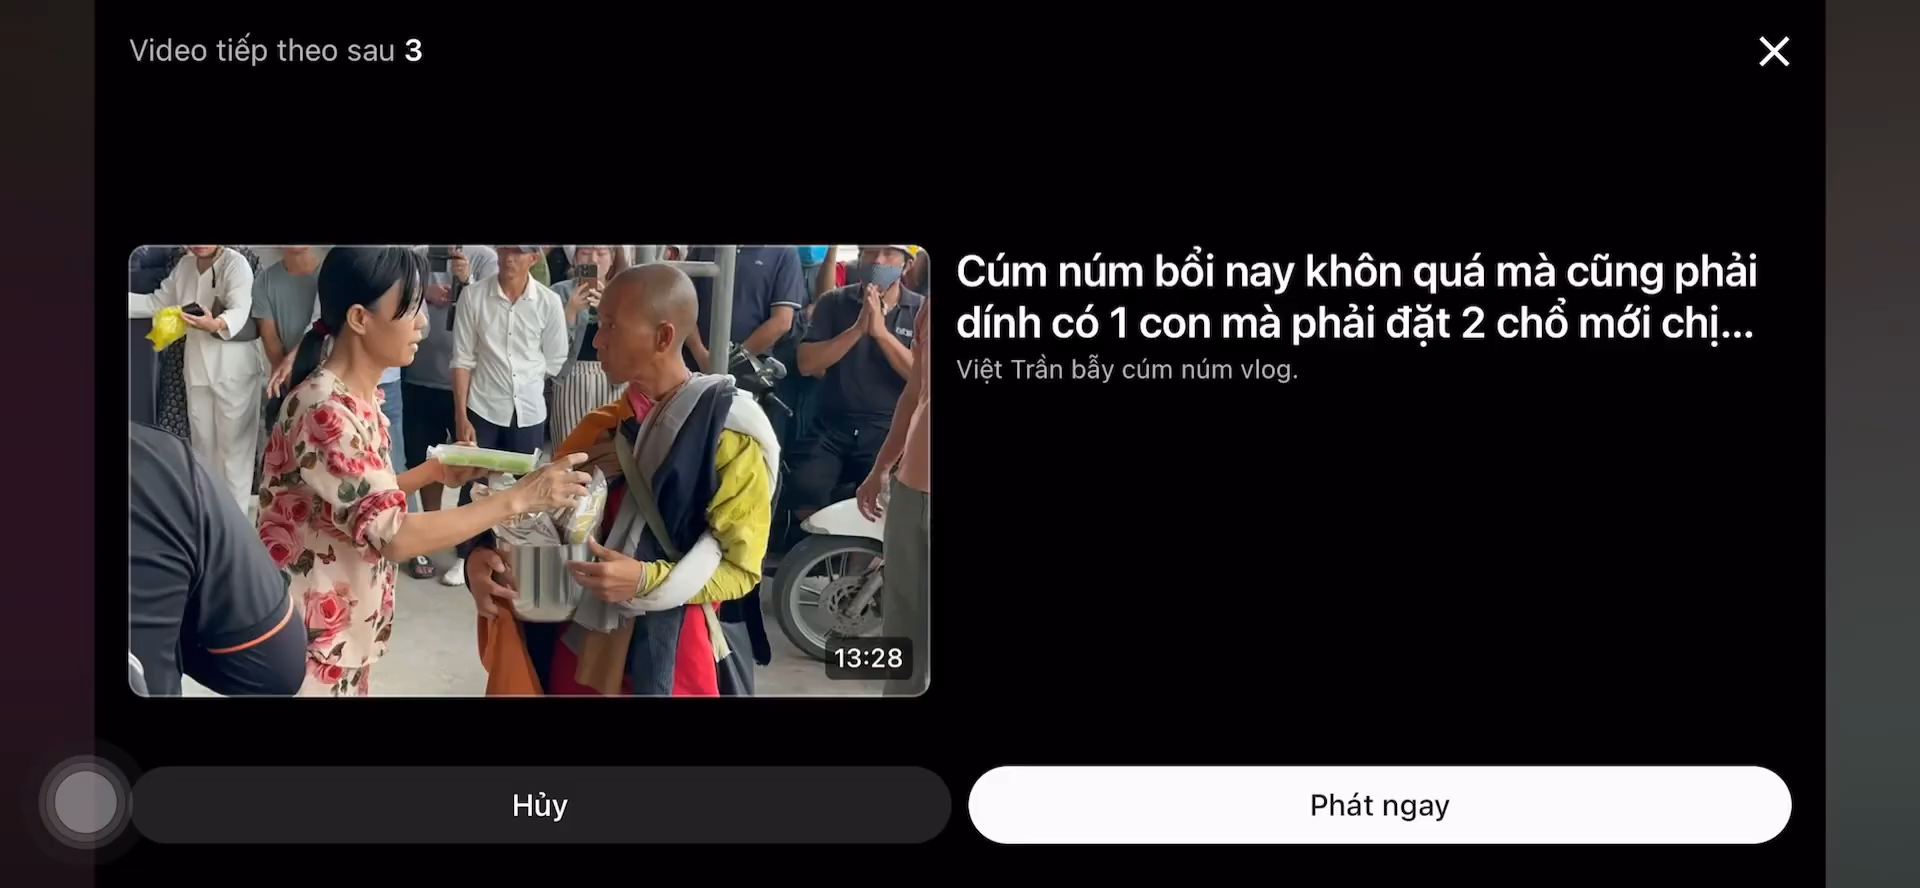 Video tiếp theo sau 3
Cúm núm bổi nay khôn quá mà cũng phải
dính có 1 con mà phải đặt 2 chổ mới chị...
Việt Trần bẫy cúm núm vlog.
13:28
Hủy
Phát ngay